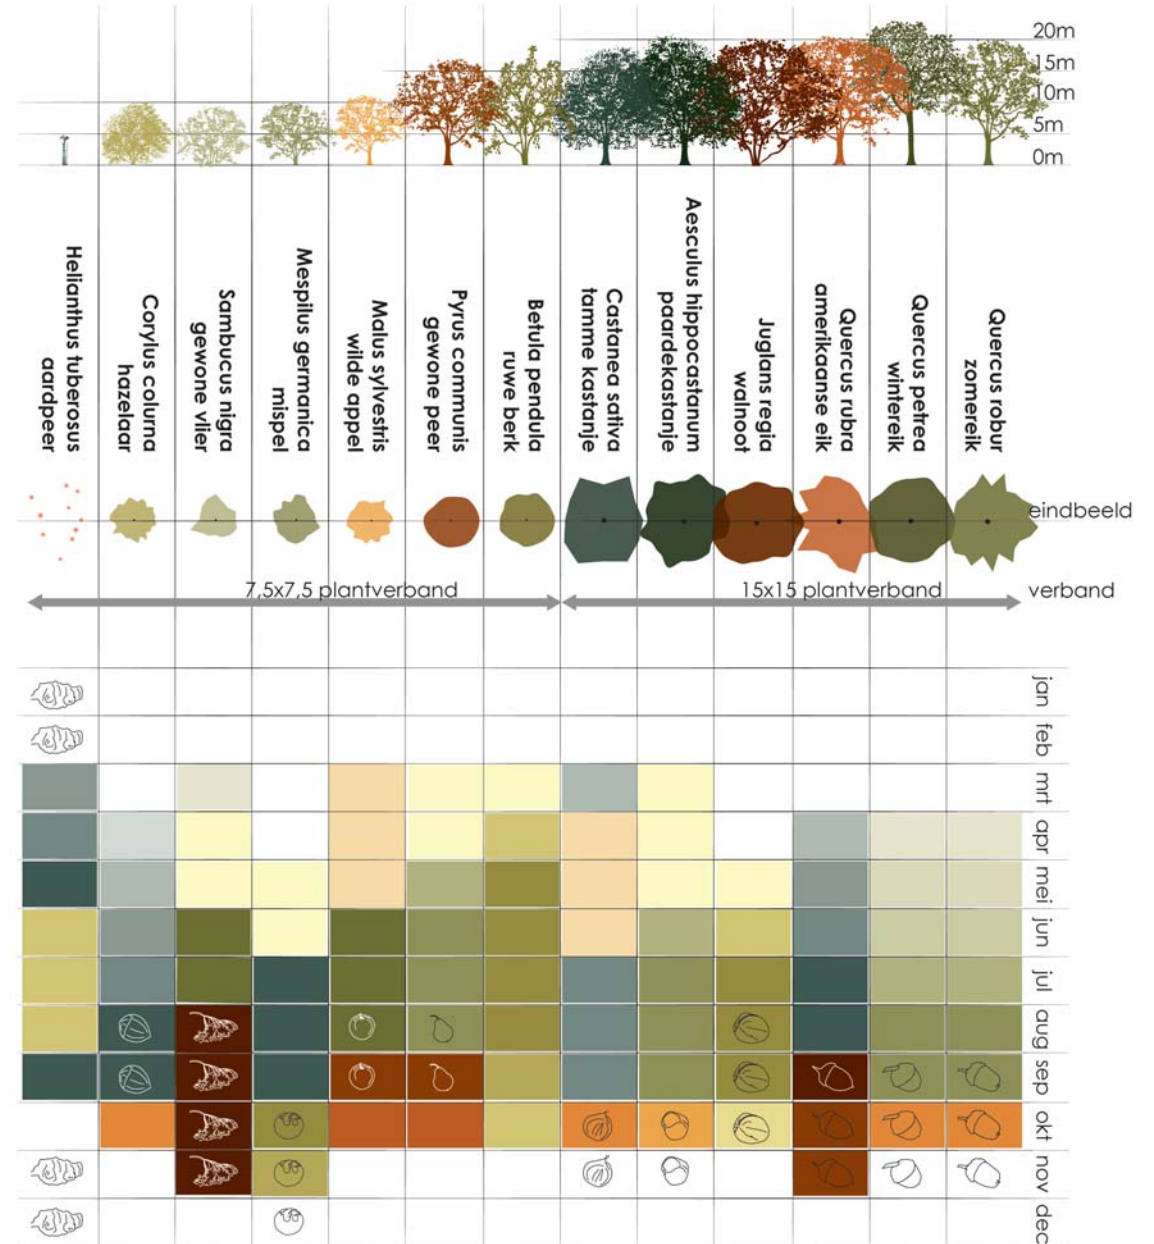 20m
15m
10m
5m
0m
Helianthus tuberosus
aardpeer
Corylus colurna
hazelaar
Sambucus nigra
gewone vlier
Mespilus germanica
mispel
Malus sylvestris
wilde appel
Pyrus communis
gewone peer
Betula pendula
ruwe berk
Castanea sativa
tamme kastanje
Aesculus hippocastanum
paardekastanje
Juglans regia
walnoot
Quercus rubra
amerikaanse eik
Quercus petrea
wintereik
Quercus robur
zomereik
eindbeeld
7,5x7,5 plantverband
15x15 plantverband
verband
jan
feb
mrt
apr
mei
jun
jul
aug
sep
okt
nov
dec